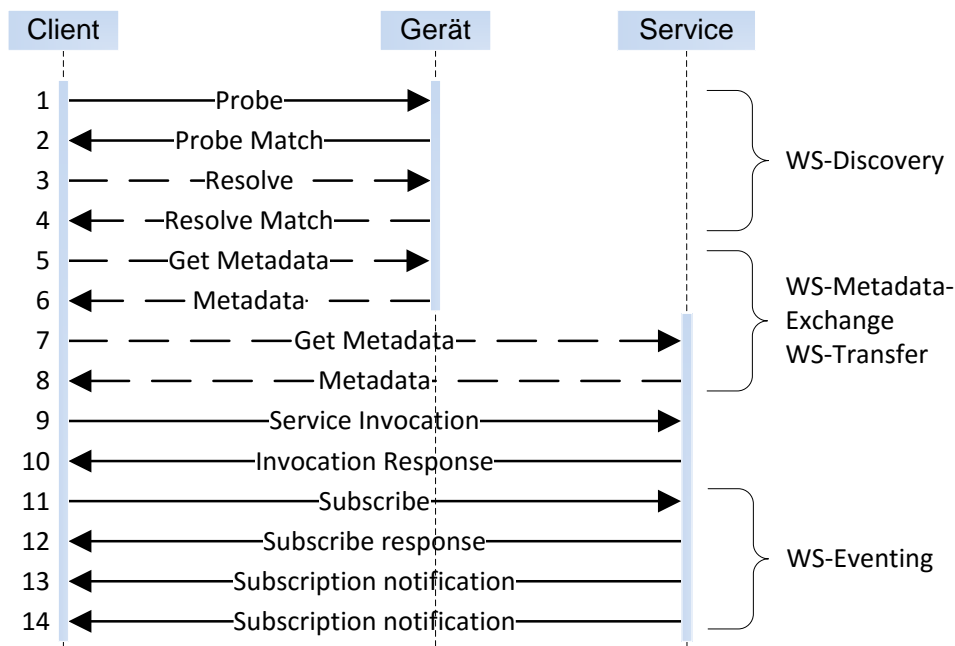 Client Gerät Service
1 Probe
2 Probe Match
WS-Discovery
3 Resolve
4 Resolve Match
5 Get Metadata
6 Metadata
WS-Metadata-
Exchange
WS-Transfer
7 Get Metadata
8 Metadata
9 Service Invocation
10 Invocation Response
11 Subscribe
12 Subscribe response
WS-Eventing
13 Subscription notification
14 Subscription notification